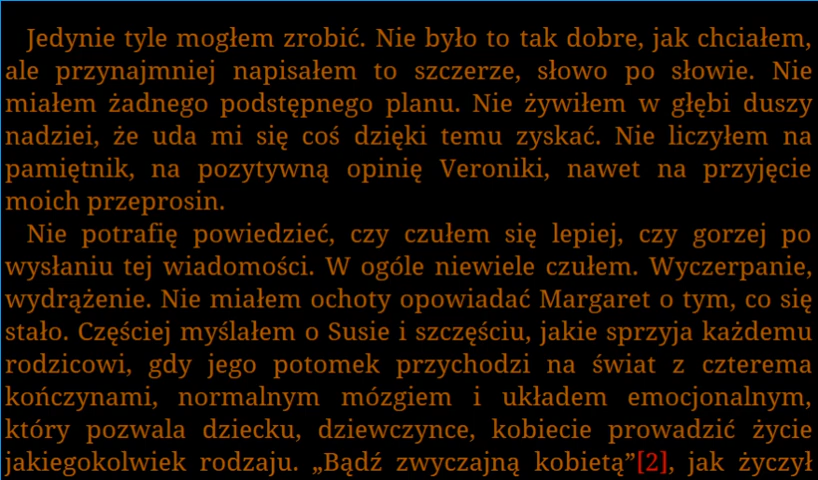 Jedynie tyle mogłem zrobić. Nie było to tak dobre, jak chciałem,
ale przynajmniej napisałem to szczerze, słowo po słowie. Nie
miałem żadnego podstępnego planu. Nie żywiłem w głębi duszy
nadziei, że uda mi się coś dzięki temu zyskać. Nie liczyłem na
pamiętnik, na pozytywną opinię Veroniki, nawet na przyjęcie
moich przeprosin.
Nie potrafię powiedzieć, czy czułem się lepiej, czy gorzej po
wysłaniu tej wiadomości. W ogóle niewiele czułem. Wyczerpanie,
wydrążenie. Nie miałem ochoty opowiadać Margaret o tym, co się
stało. Częściej myślałem o Susie i szczęściu, jakie sprzyja każdemu
rodzicowi, gdy jego potomek przychodzi na świat z czterema
kończynami, normalnym mózgiem i układem emocjonalnym,
który pozwala dziecku, dziewczynce, kobiecie prowadzić życie
jakiegokolwiek rodzaju. „Bądź zwyczajną kobietą”[2], jak życzył